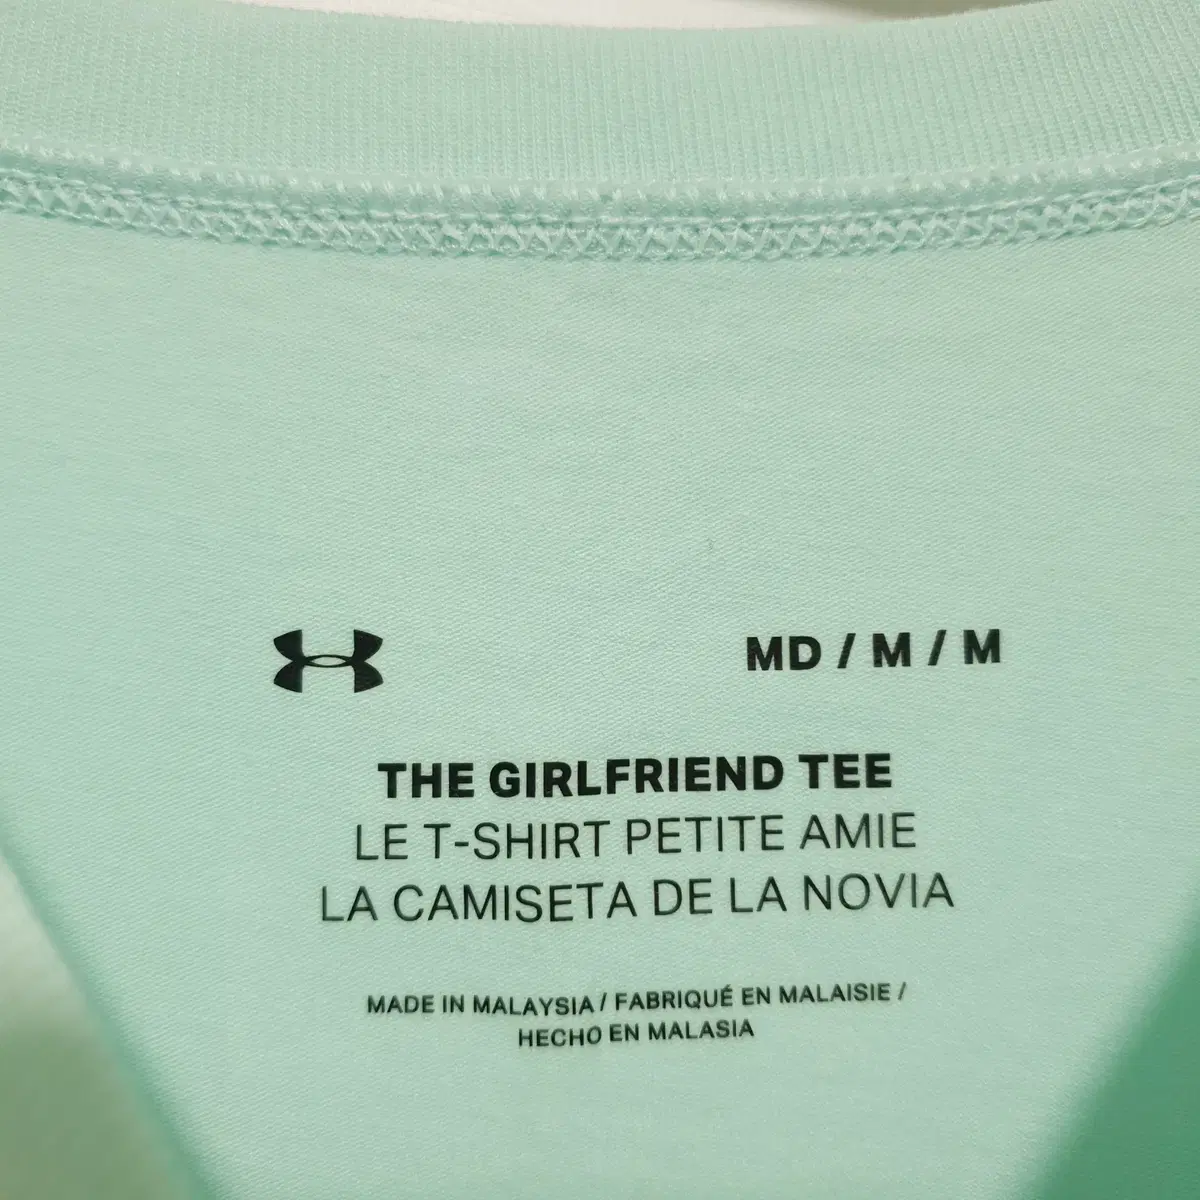 MD / M / M
THE GIRLFRIEND TEE
LE T-SHIRT PETITE AMIE
LA CAMISETA DE LA NOVIA
MADE IN MALAYSIA / FABRIQUÉ EN MALAISIE /
HECHO EN MALASIA